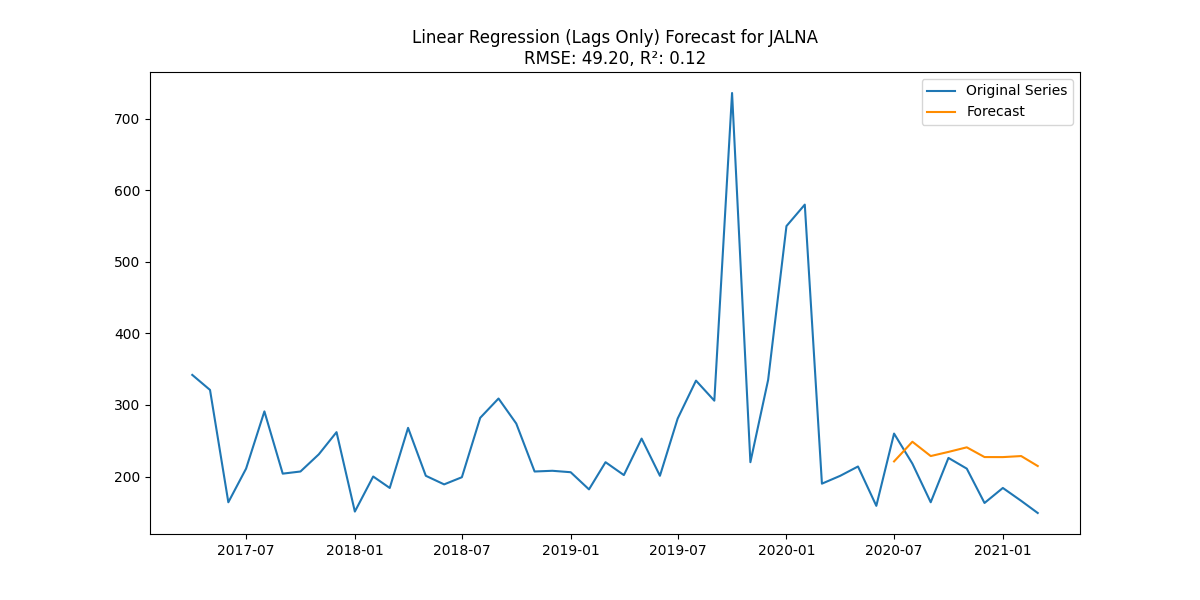 Linear Regression (Lags Only) Forecast for JALNA
RMSE: 49.20, R²: 0.12
Original Series
Forecast
700
600
500
400
300
200
2017-07 2018-01 2018-07 2019-01 2019-07 2020-01 2020-07 2021-01